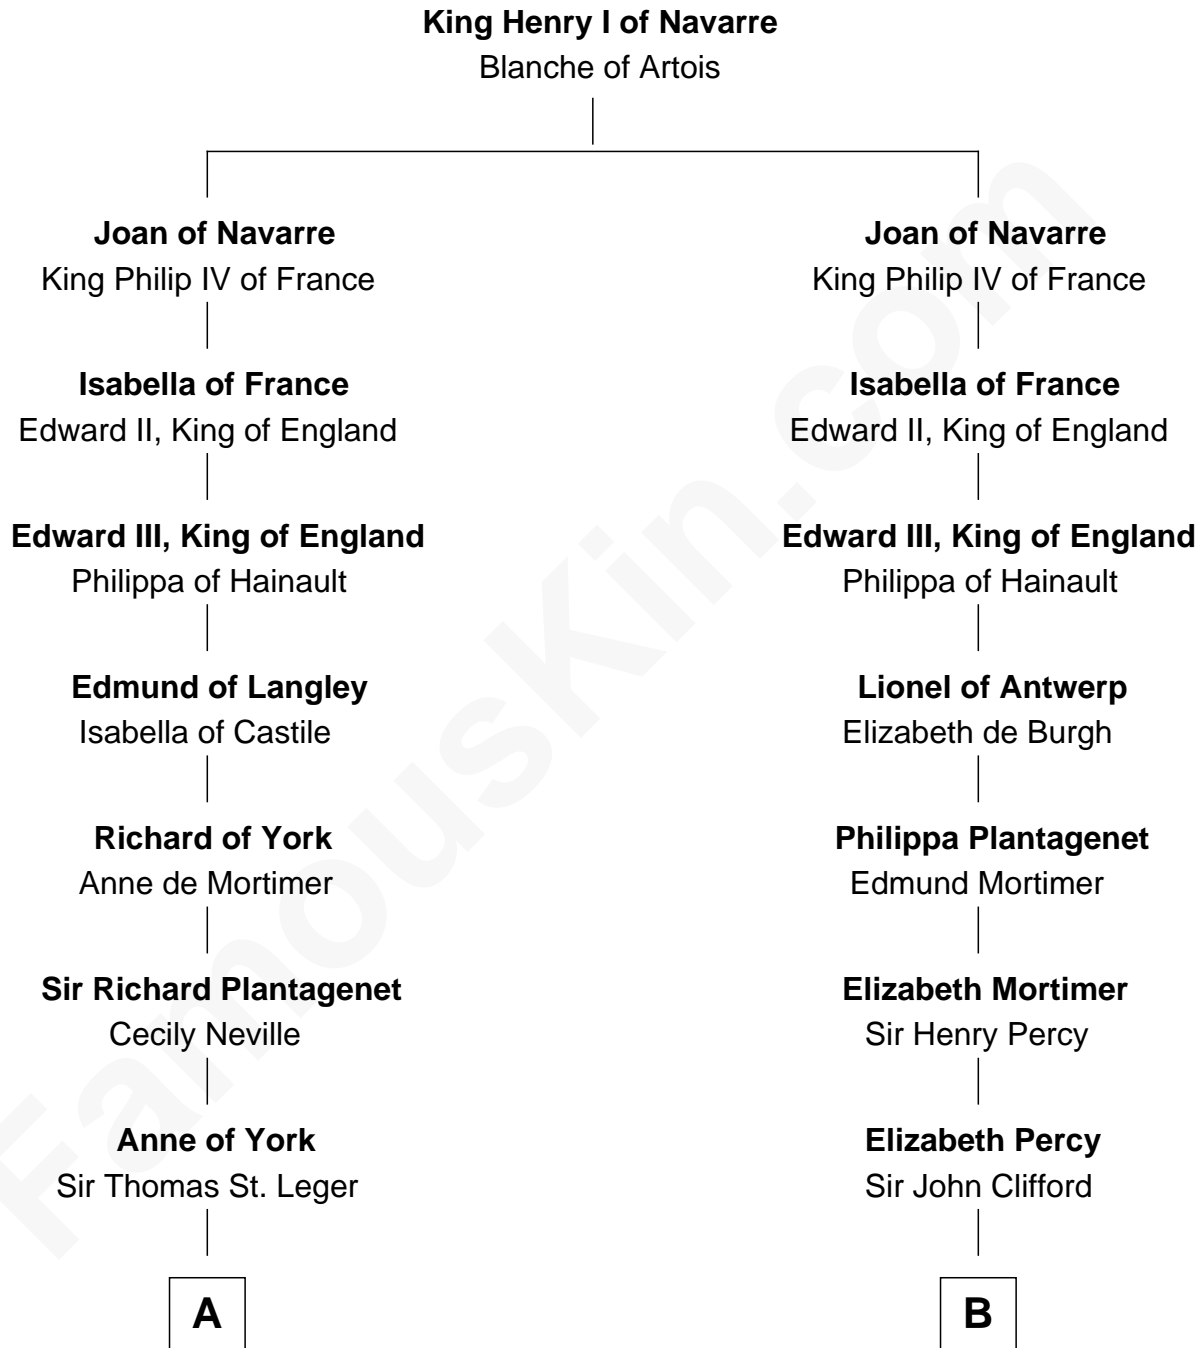 King Henry I of Navarre
Blanche of Artois
Joan of Navarre
King Philip IV of France
Joan of Navarre
King Philip IV of France
Isabella of France
Edward II, King of England
Isabella of France
Edward II, King of England
Edward III, King of England
Philippa of Hainault
Edward III, King of England
Philippa of Hainault
Edmund of Langley
Isabella of Castile
Lionel of Antwerp
Elizabeth de Burgh
Richard of York
Anne de Mortimer
Philippa Plantagenet
Edmund Mortimer
Sir Richard Plantagenet
Cecily Neville
Elizabeth Mortimer
Sir Henry Percy
Anne of York
Sir Thomas St. Leger
Elizabeth Percy
Sir John Clifford
A
B
FamousKin.com